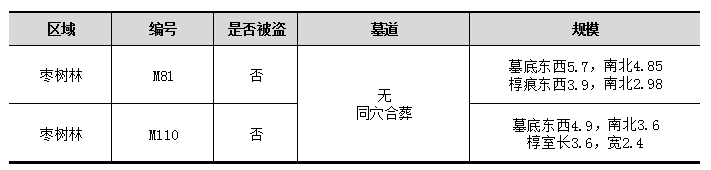 区域 编号 是否被盗 墓道 规模
枣树林 M81 否 无
同穴合葬 墓底东西5.7，南北4.85
椁痕东西3.9，南北2.98
枣树林 M110 否 墓底东西4.9，南北3.6
椁室长3.6，宽2.4